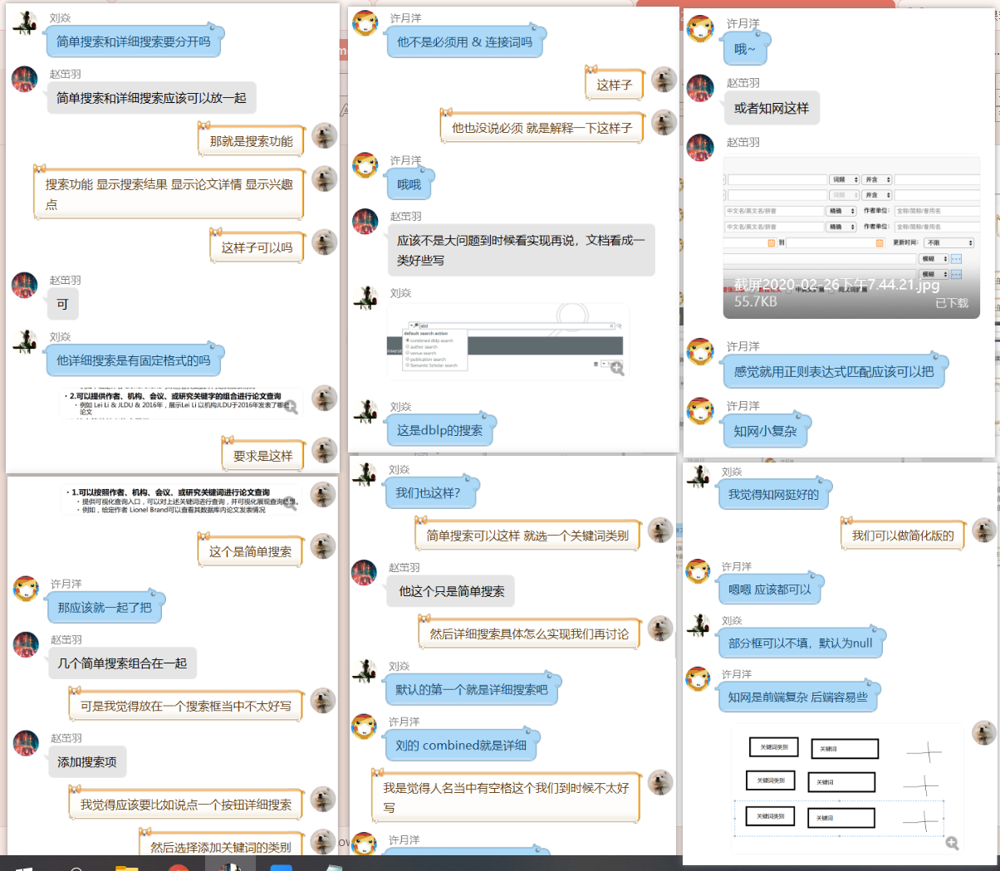 刘焱
简单搜索和详细搜索要分开吗
赵茁羽
简单搜索和详细搜索应该可以放一起
那就是搜索功能
搜索功能 显示搜索结果 显示论文详情 显示兴趣
点
这样子可以吗
赵茁羽
可
刘焱
他详细搜索是有固定格式的吗
2.可以提供作者、机构、会议、或研究关键字的组合进行论文查询
例如 Lei Li & JLDU & 2016年，展示Lei Li 以机构JLDU于2016年发表了哪些
论文
要求是这样
1.可以按照作者、机构、会议、或研究关键词进行论文查询
提供可视化查询入口，可以对上述关键词进行查询，并可视化展现查询结果。
例如，给定作者 Lionel Brand可以查看其数据库内论文发表情况
这个是简单搜索
许月洋
那应该就一起了把
赵茁羽
几个简单搜索组合在一起
可是我觉得放在一个搜索框当中不太好写
赵茁羽
添加搜索项
我觉得应该要比如说点一个按钮详细搜索
然后选择添加关键词的类别
许月洋
他不是必须用 & 连接词吗
这样子
他也没说必须 就是解释一下这样子
许月洋
哦哦
赵茁羽
应该不是大问题到时候看实现再说，文档看成一
类好些写
刘焱
default search action
combined dblp search
author search
venue search
publication search
Semantic Scholar search
刘焱
这是dblp的搜索
刘焱
我们也这样?
简单搜索可以这样 就选一个关键词类别
赵茁羽
他这个只是简单搜索
然后详细搜索具体怎么实现我们再讨论
刘焱
默认的第一个就是详细搜索吧
许月洋
刘的 combined就是详细
我是觉得人名当中有空格这个我们到时候不太好
写
许月洋
许月洋
哦~
赵茁羽
或者知网这样
赵茁羽
词频 并含
词频 并含
中文名/英文名/拼音 精确 作者单位: 全称/简称/曾用名
中文名/英文名/拼音 精确 作者单位: 全称/简称/曾用名
到 更新时间: 不限
模糊
模糊
截屏2020-02-26下午7.44.21.jpg
55.7KB 已下载
许月洋
感觉就用正则表达式匹配应该可以把
许月洋
知网小复杂
刘焱
我觉得知网挺好的
我们可以做简化版的
许月洋
嗯嗯 应该都可以
刘焱
部分框可以不填，默认为null
许月洋
知网是前端复杂 后端容易些
关键词类别 关键词
关键词类别 关键词
关键词类别 关键词